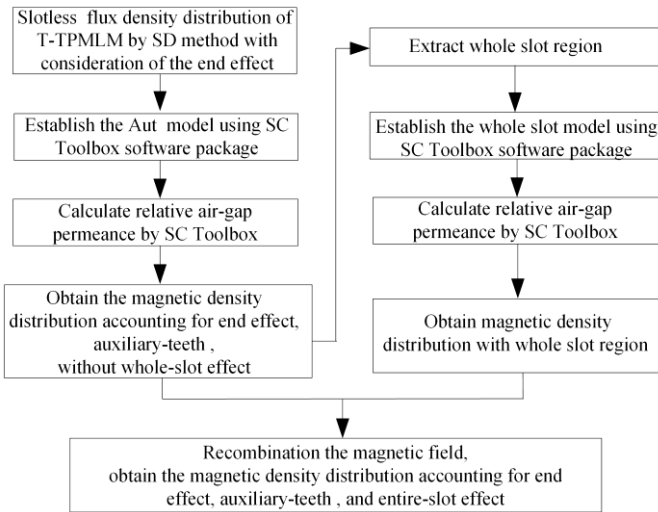 Slotless flux density distribution of
T-TPMLM by SD method with
consideration of the end effect
Establish the Aut model using SC
Toolbox software package
Calculate relative air-gap
permeance by SC Toolbox
Obtain the magnetic density
distribution accounting for end effect,
auxiliary-teeth ,
without whole-slot effect
Extract whole slot region
Establish the whole slot model using
SC Toolbox software package
Calculate relative air-gap
permeance by SC Toolbox
Obtain magnetic density
distribution with whole slot region
Recombination the magnetic field,
obtain the magnetic density distribution accounting for end
effect, auxiliary-teeth , and entire-slot effect